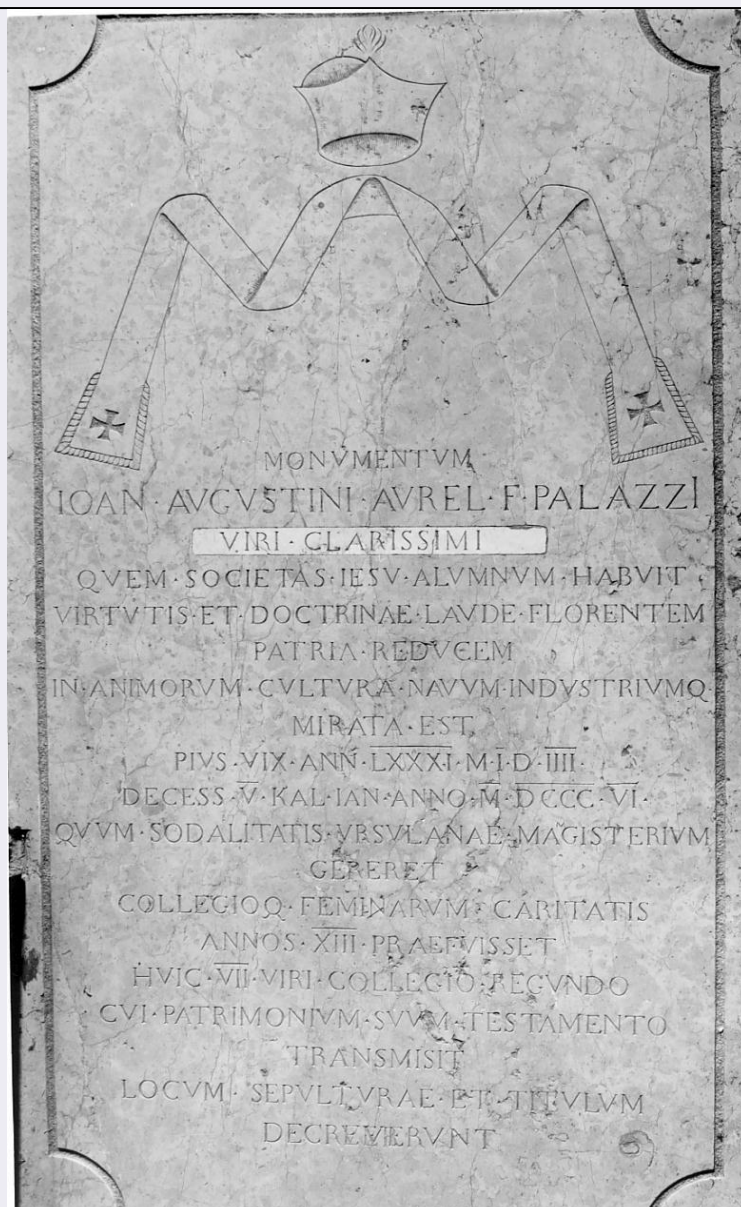 MONVMENTVM
IOAN · AVGVSTINI · AVREL · F · PALAZZI
VIRI · CLARISSIMI
QVEM · SOCIETAS · IESV · ALVMNVM · HABVIT
VIRTVTIS · ET · DOCTRINAE · LAVDE · FLORENTEM
PATRIA · REDVCEM
IN · ANIMORVM · CVLTVRA · NAVVM · INDVSTRIVMQ ·
MIRATA · EST
PIVS · VIX · ANN · LXXXI · M · I · D · IIII ·
DECESS · V · KAL · IAN · ANNO · M · DCCC · VI ·
QVVM · SODALITATIS · VRSVLANAE · MAGISTERIVM
GERERET
COLLEGIOQ · FEMINARVM · CARITATIS
ANNOS · XIII · PRAEFVISSET
HVIC · VII · VIRI · COLLEGIO · REGVNDO
CVI · PATRIMONIVM · SVVM · TESTAMENTO
TRANSMISIT
LOCVM · SEPVLTVRAE · ET · TITVLVM
DECREVERVNT